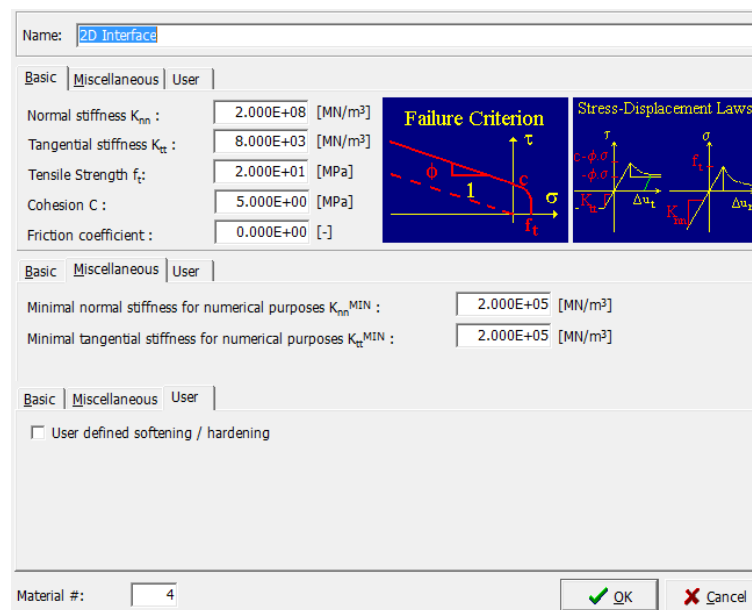 Name: 2D Interface
Basic Miscellaneous User
Normal stiffness Knn : 2.000E+08 [MN/m³]
Tangential stiffness Ktt : 8.000E+03 [MN/m³]
Tensile Strength ft: 2.000E+01 [MPa]
Cohesion C : 5.000E+00 [MPa]
Friction coefficient : 0.000E+00 [-]
Failure Criterion
τ
ϕ
1
c
σ
ft
Stress-Displacement Laws
τ σ
c-ϕ.σ
-ϕ.σ
ft
Ktt
Δut
Knn
Basic Miscellaneous User
Minimal normal stiffness for numerical purposes KnnMIN : 2.000E+05 [MN/m³]
Minimal tangential stiffness for numerical purposes KttMIN : 2.000E+05 [MN/m³]
Basic Miscellaneous User
User defined softening / hardening
Material #: 4
OK Cancel